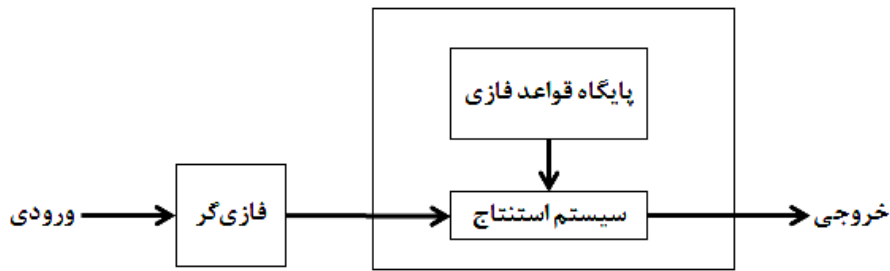 پایگاه قواعد فازی
ورودی
فازی‌گر
سیستم استنتاج
خروجی